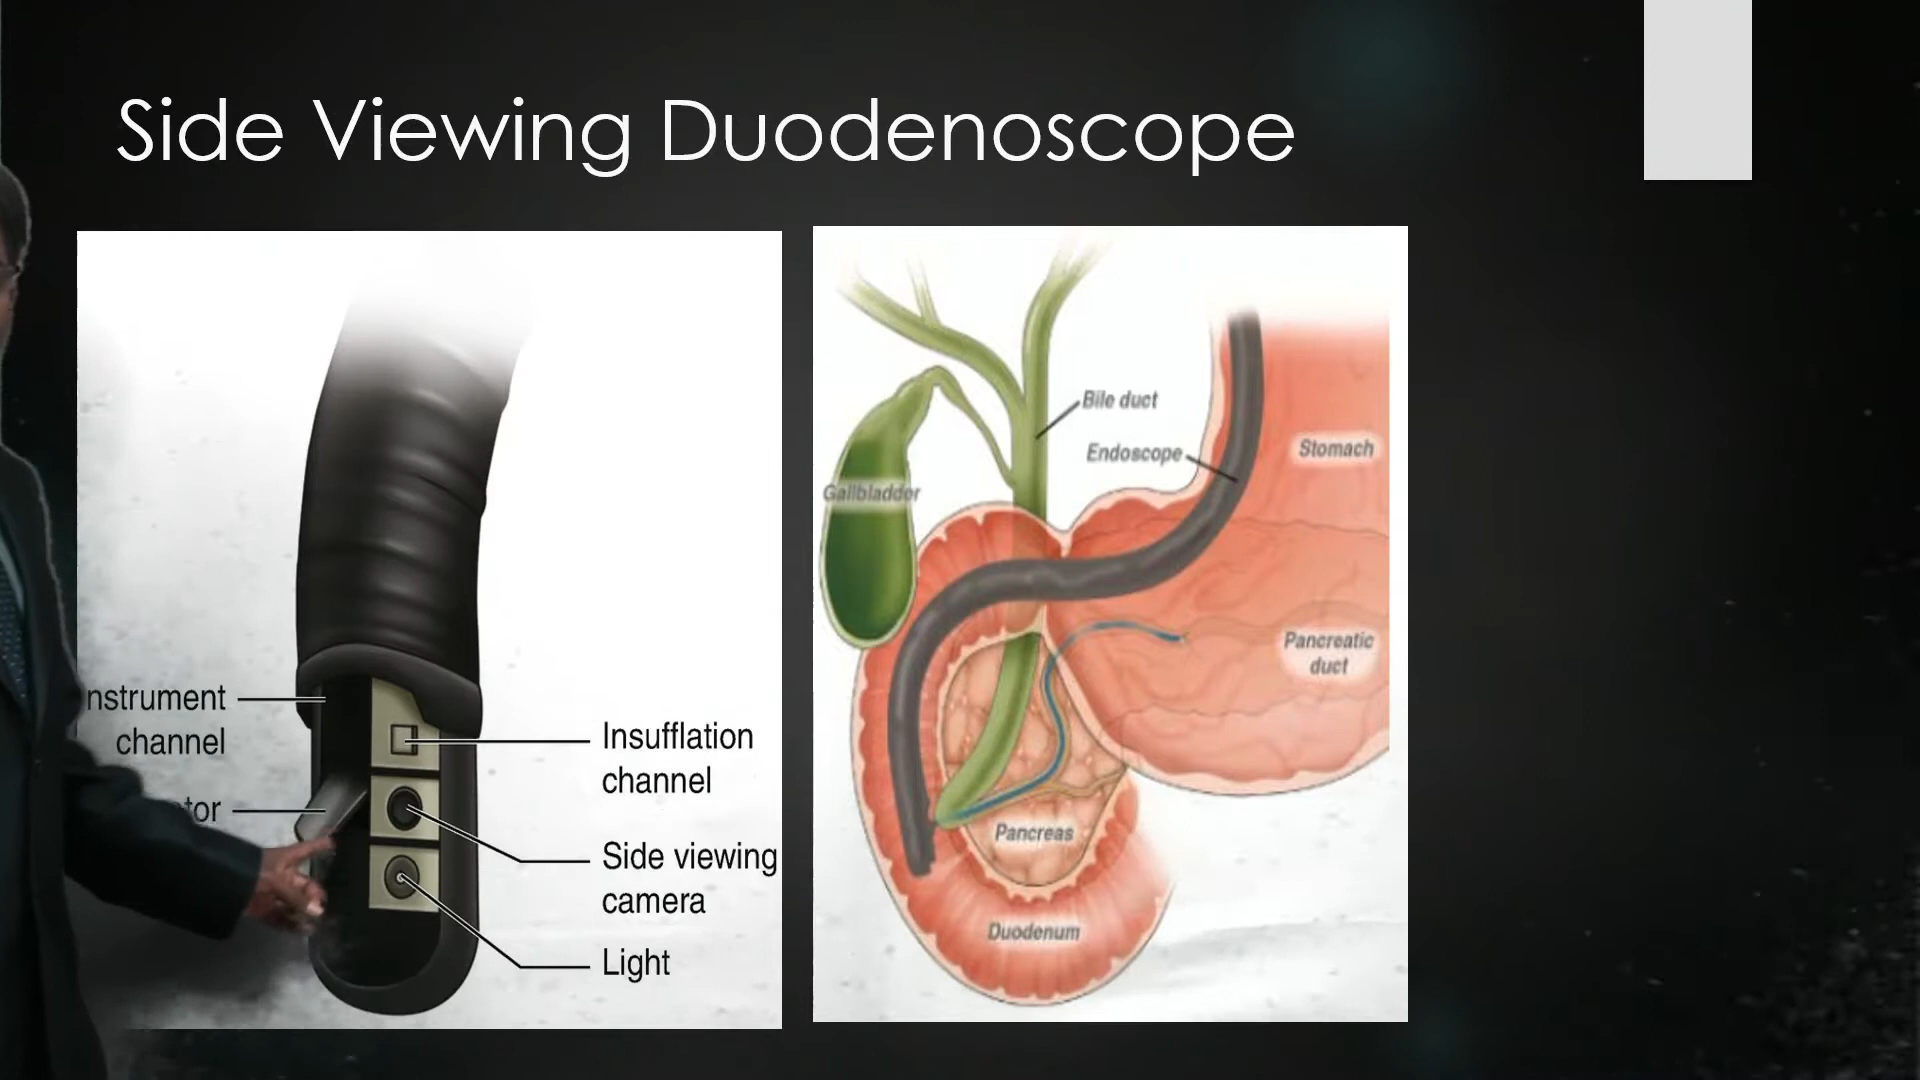 Side Viewing Duodenoscope
nstrument
channel
tor
Insufflation
channel
Side viewing
camera
Light
Bile duct
Endoscope
Stomach
Gallbladder
Pancreatic
duct
Pancreas
Duodenum